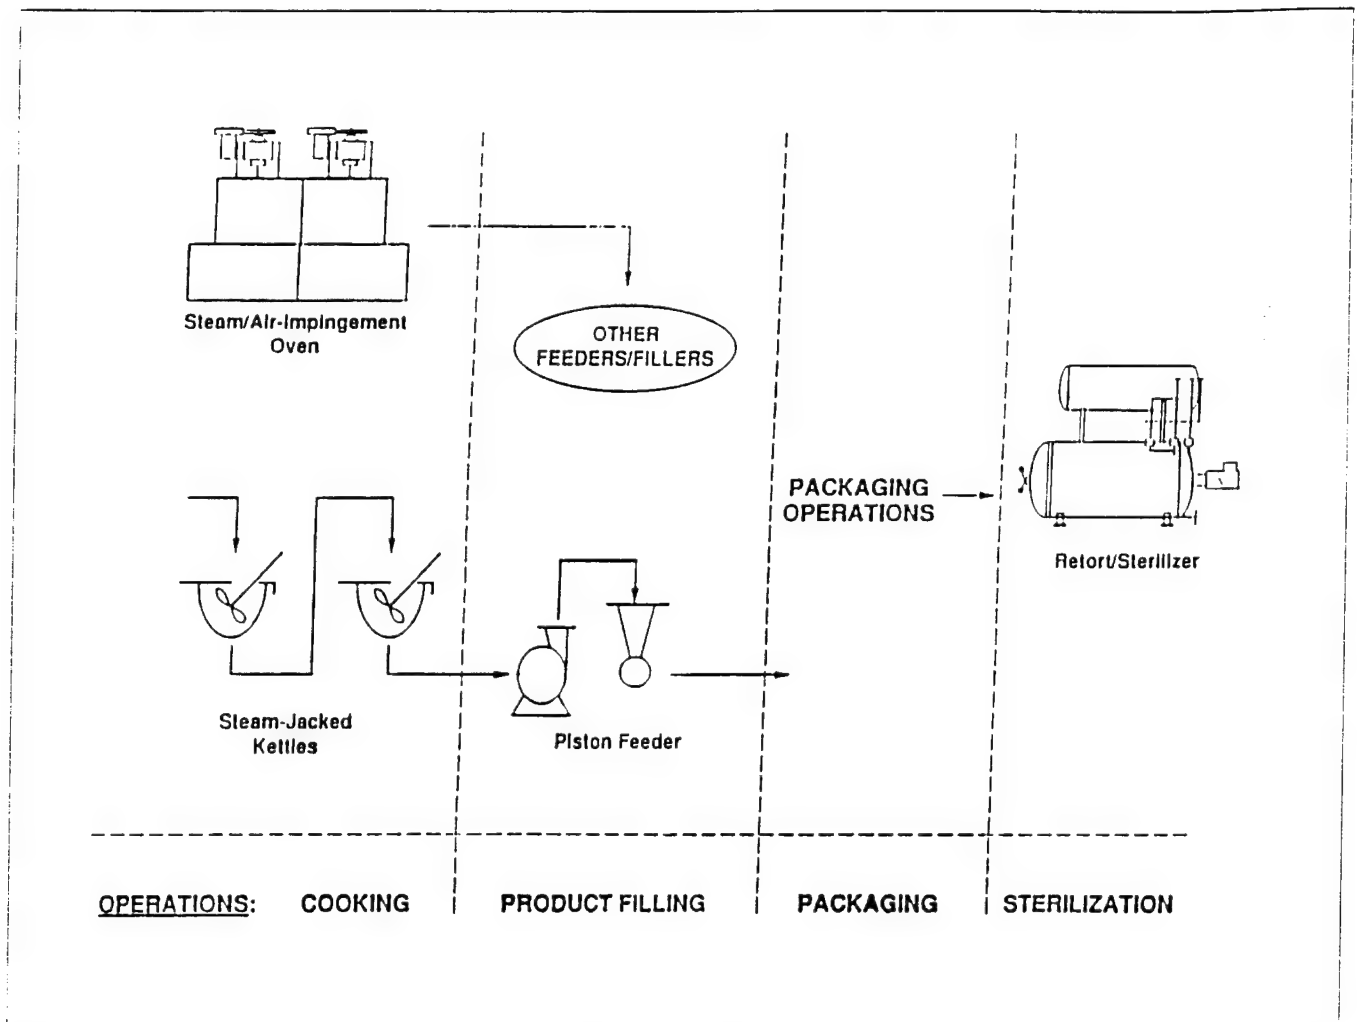 Steam/Air-Impingement
Oven
OTHER
FEEDERS/FILLERS
PACKAGING
OPERATIONS
Retort/Sterilizer
Steam-Jacked
Kettles
Piston Feeder
OPERATIONS: COOKING PRODUCT FILLING PACKAGING STERILIZATION